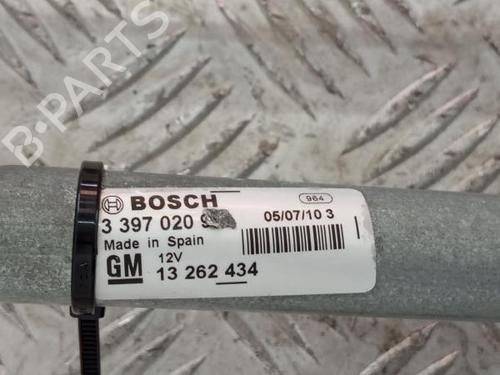 BOSCH
984
3 397 020
05/07/10 3
Made in Spain
GM
12V
13 262 434
B-Parts